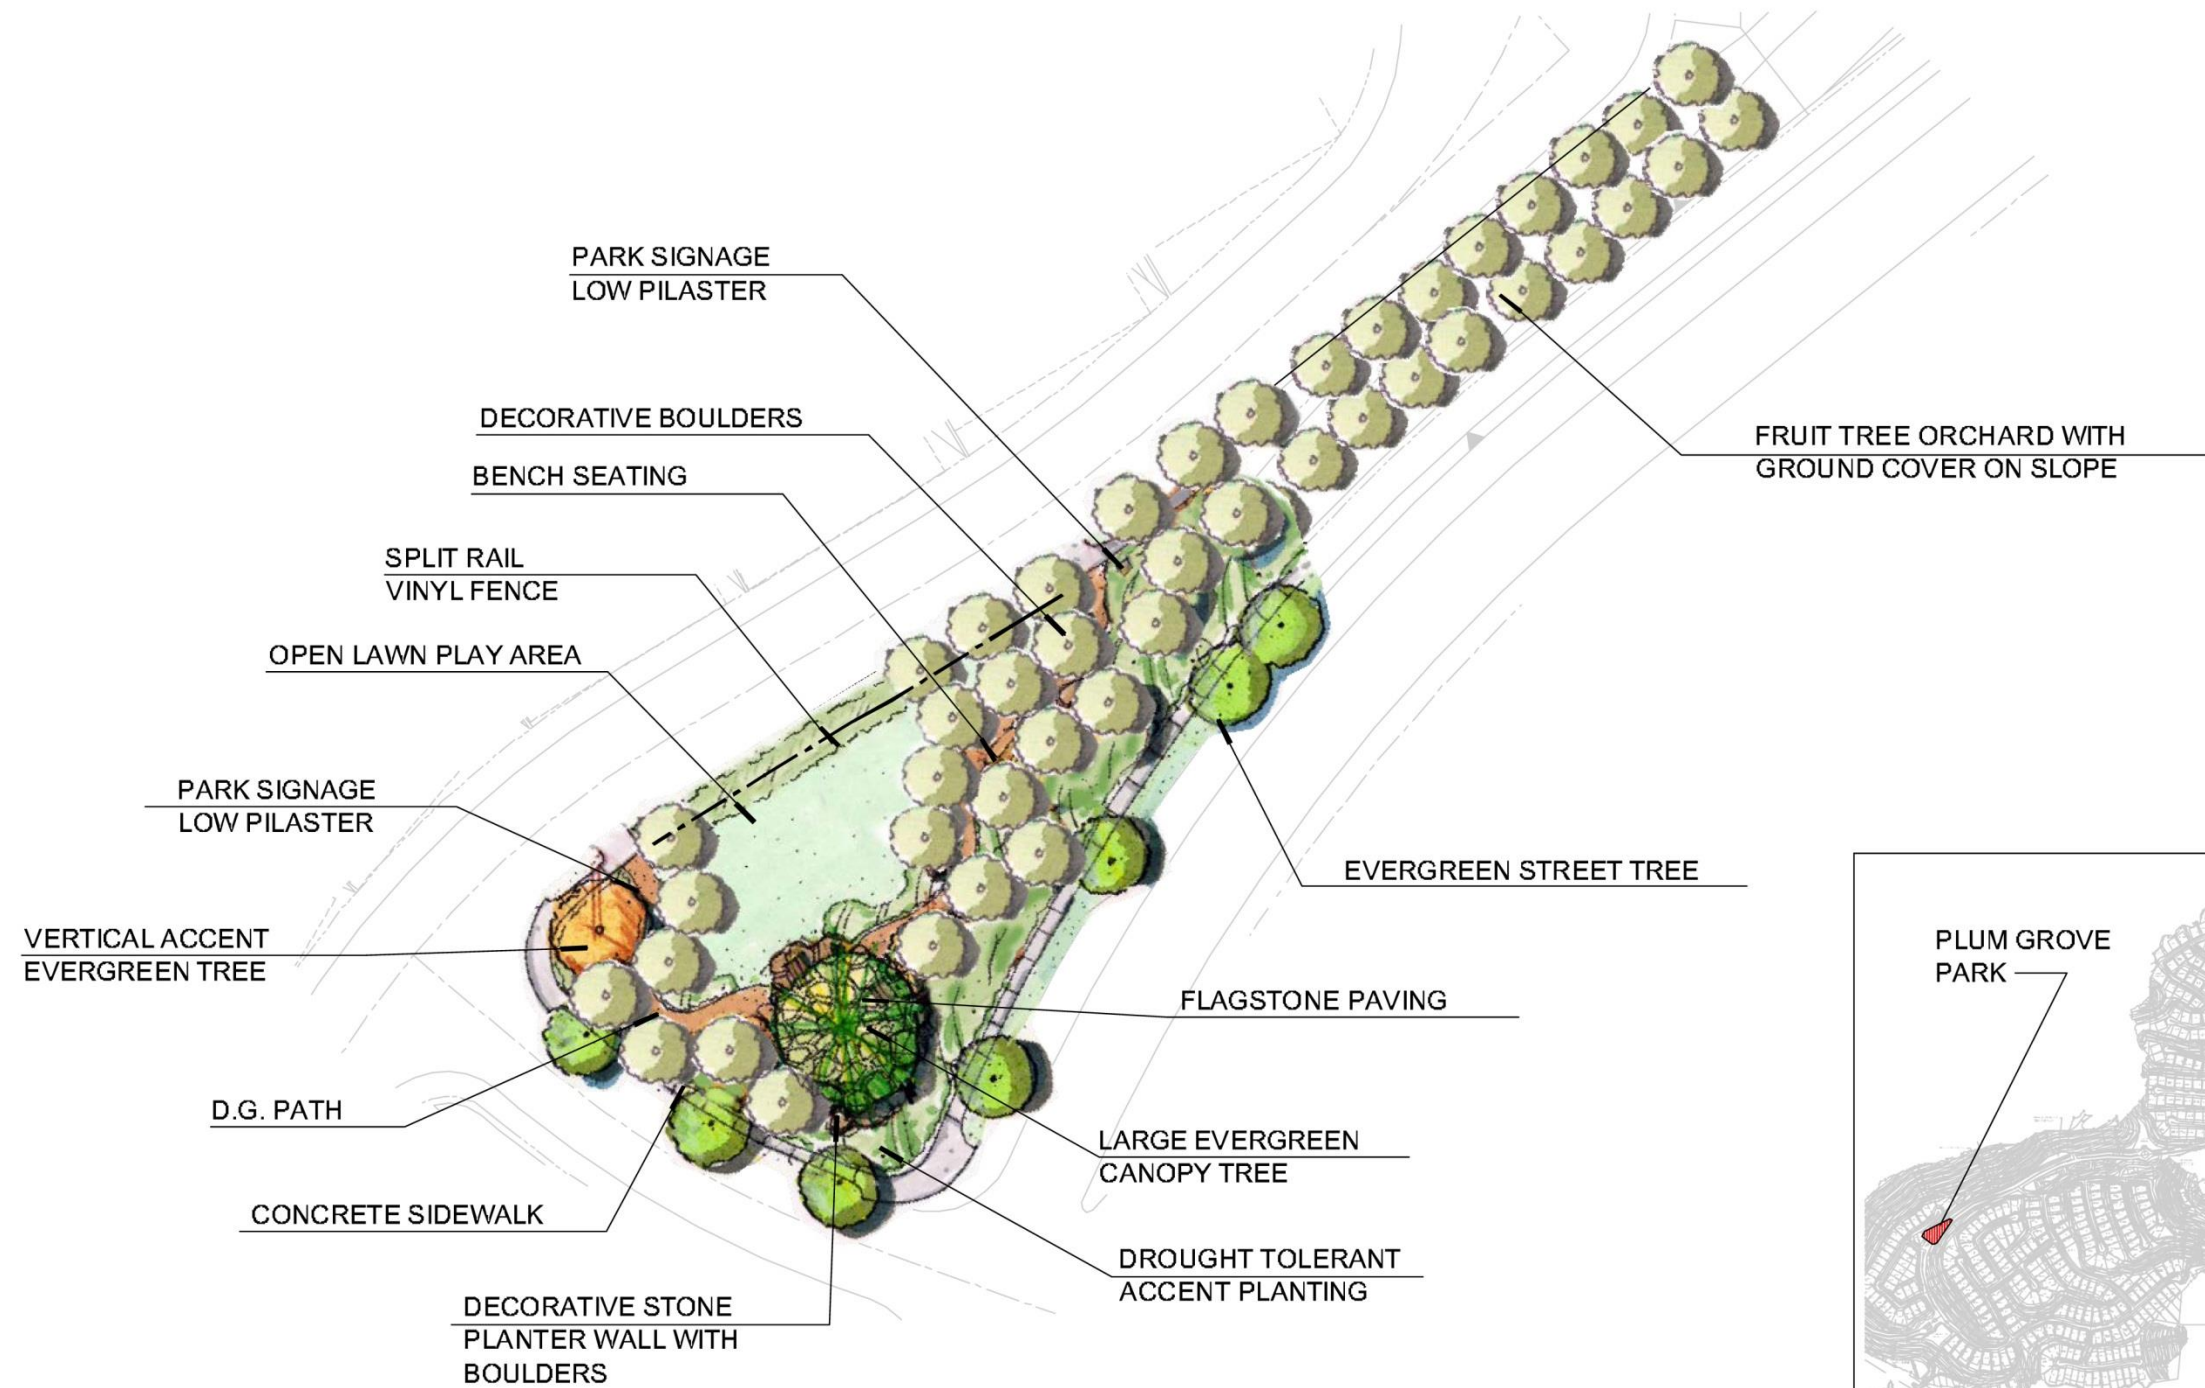 PARK SIGNAGE
LOW PILASTER
DECORATIVE BOULDERS
BENCH SEATING
SPLIT RAIL
VINYL FENCE
OPEN LAWN PLAY AREA
PARK SIGNAGE
LOW PILASTER
VERTICAL ACCENT
EVERGREEN TREE
D.G. PATH
CONCRETE SIDEWALK
DECORATIVE STONE
PLANTER WALL WITH
BOULDERS
FRUIT TREE ORCHARD WITH
GROUND COVER ON SLOPE
EVERGREEN STREET TREE
FLAGSTONE PAVING
LARGE EVERGREEN
CANOPY TREE
DROUGHT TOLERANT
ACCENT PLANTING
PLUM GROVE
PARK